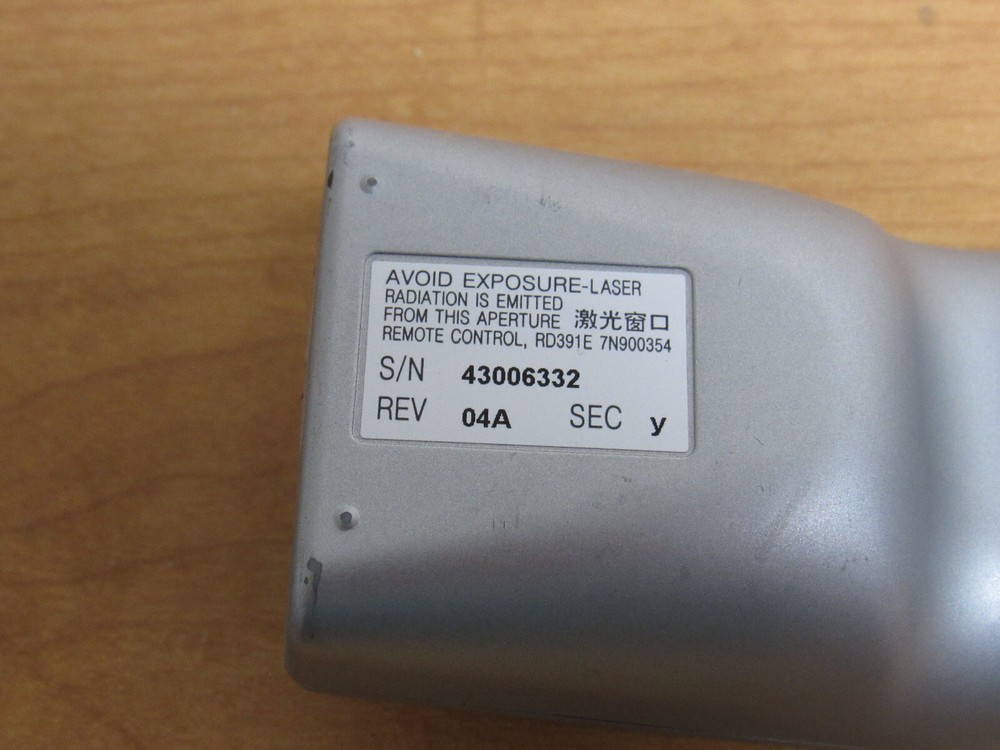 AVOID EXPOSURE-LASER
RADIATION IS EMITTED
FROM THIS APERTURE 激光窗口
REMOTE CONTROL, RD391E 7N900354
S/N 43006332
REV 04A SEC y